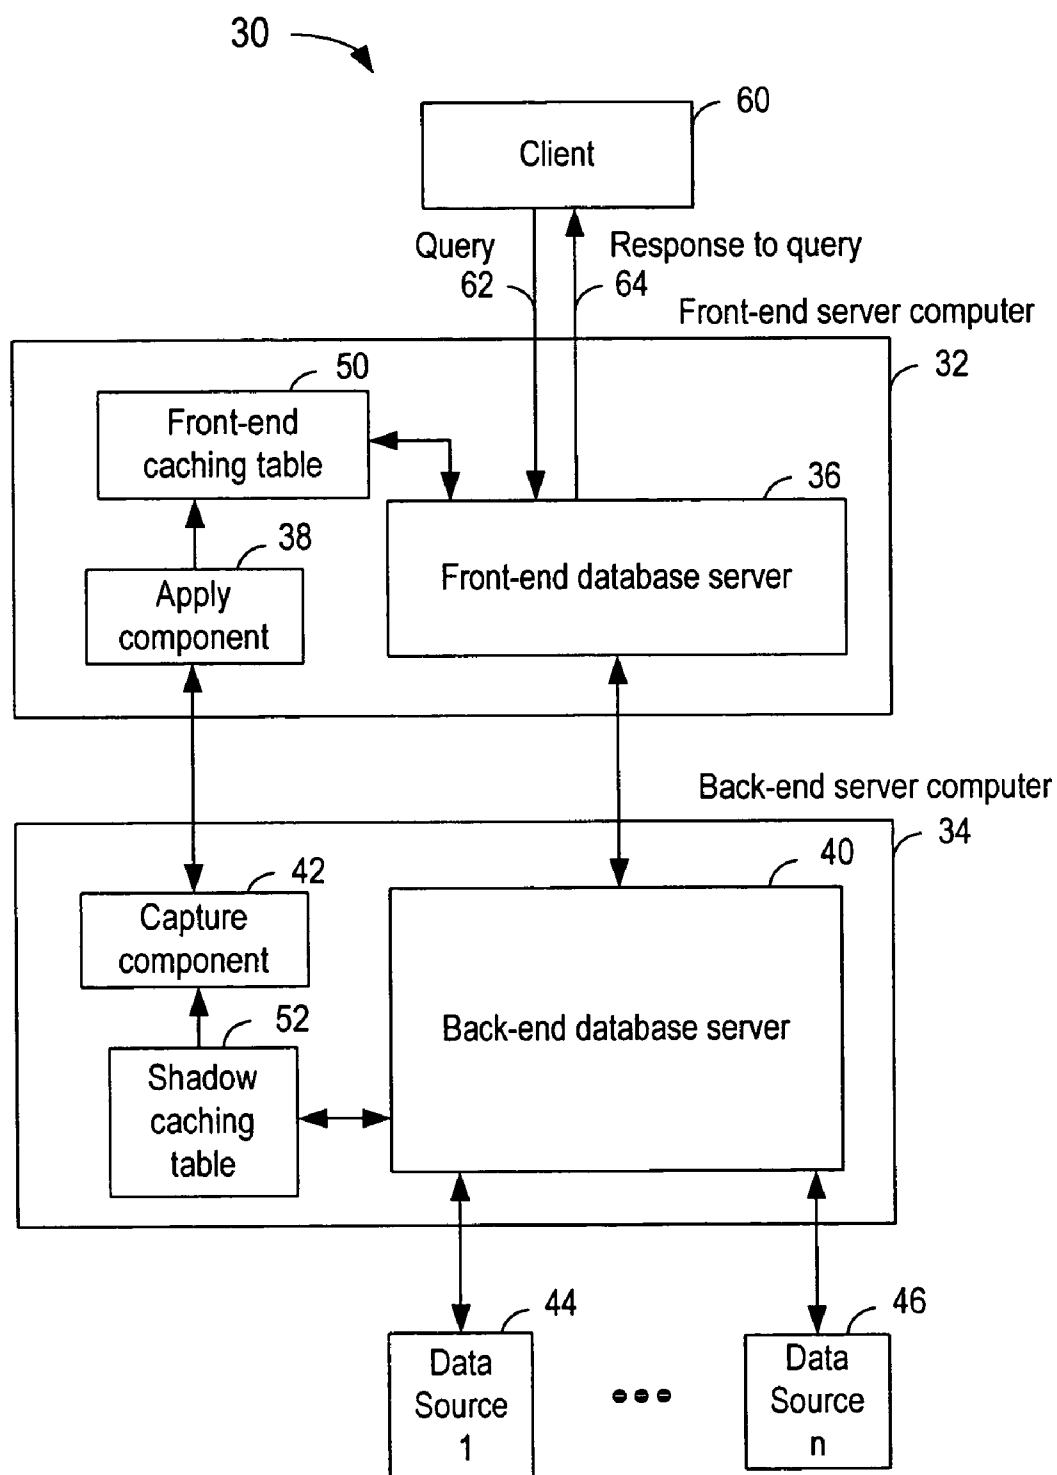 30
60
Client
Query
62
Response to query
64
Front-end server computer
32
50
Front-end
caching table
36
Front-end database server
38
Apply
component
Back-end server computer
34
40
42
Capture
component
Back-end database server
52
Shadow
caching
table
44
46
Data
Source
1
Data
Source
n